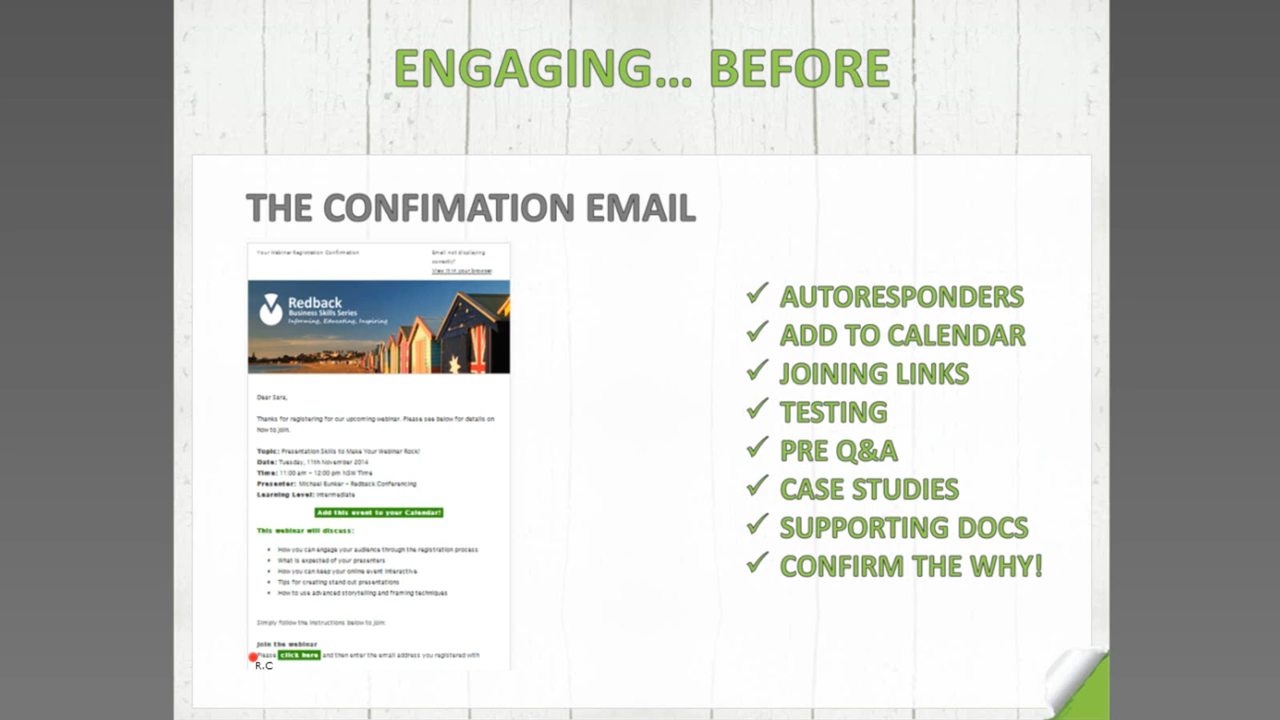 ENGAGING... BEFORE
THE CONFIMATION EMAIL
Your Webinar Registration Confirmation
Email not displaying
correctly?
View it in your browser
Redback
Business Skills Series
Informing, Educating, Inspiring
Dear Sara,
Thanks for registering for our upcoming webinar. Please see below for details on
how to join.
Topic: Presentation Skills to Make Your Webinar Rock!
Date: Tuesday, 11th November 2014
Time: 11:00 am - 12:00 pm NSW Time
Presenter: Michael Bunker - Redback Conferencing
Learning Level: Intermediate
Add this event to your Calendar!
This webinar will discuss:
• How you can engage your audience through the registration process
• What is expected of your presenters
• How you can keep your online event interactive
• Tips for creating stand out presentations
• How to use advanced storytelling and framing techniques
Simply follow the instructions below to join:
Join the webinar
Please click here and then enter the email address you registered with
R.C
✓ AUTORESPONDERS
✓ ADD TO CALENDAR
✓ JOINING LINKS
✓ TESTING
✓ PRE Q&A
✓ CASE STUDIES
✓ SUPPORTING DOCS
✓ CONFIRM THE WHY!